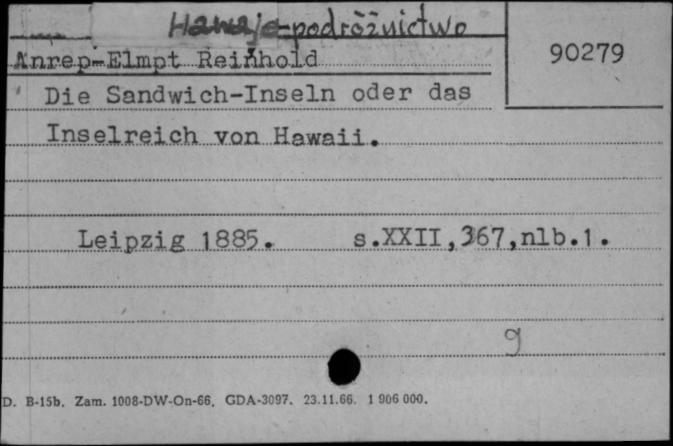 Hawaje-podróżnictwo
90279
Anrep-Elmpt Reinhold
Die Sandwich-Inseln oder das
Inselreich von Hawaii.
Leipzig 1885. s.XXII,367,nlb.1.
g
D. B-15b. Zam. 1008-DW-On-66. GDA-3097. 23.11.66. 1 906 000.